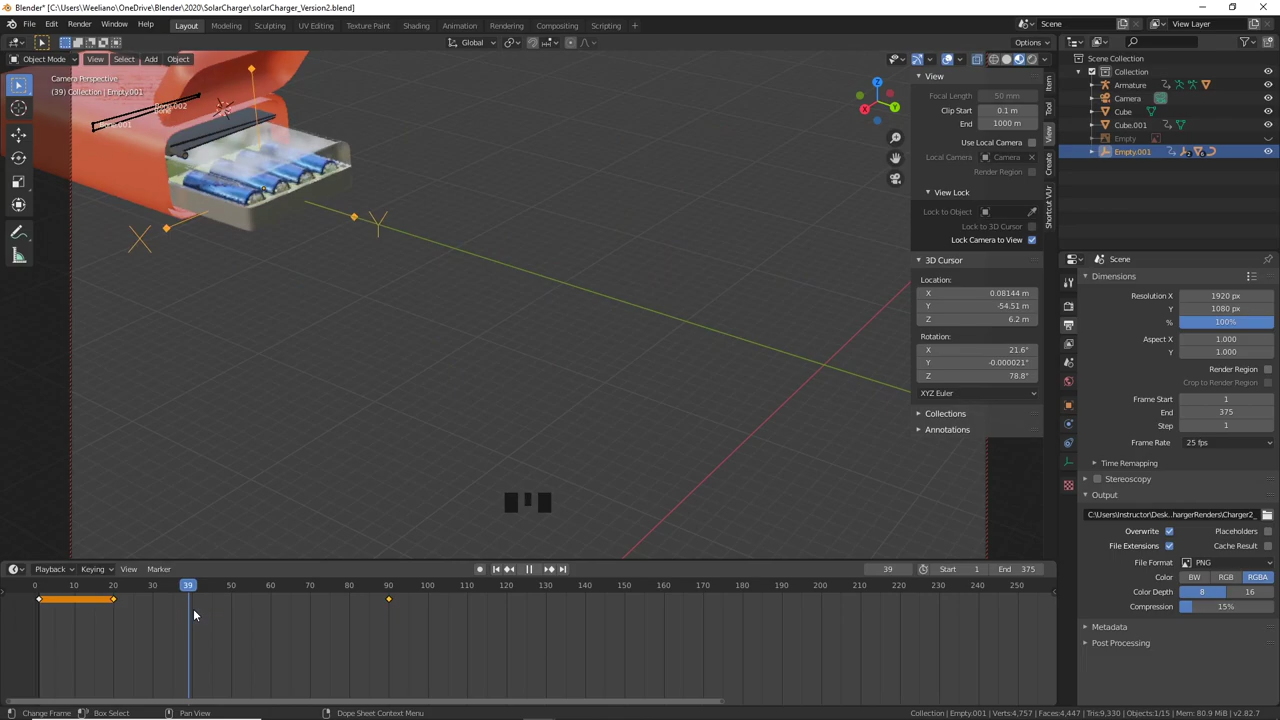 Blender* [C:\Users\Weeliano\OneDrive\Blender\2020\SolarCharger\solarCharger_Version2.blend]
File Edit Render Window Help Layout Modeling Sculpting UV Editing Texture Paint Shading Animation Rendering Compositing Scripting + Scene View Layer
Global Options
Object Mode View Select Add Object
Camera Perspective
(39) Collection | Empty.001
Bone.002
Bone
Bone.001
Z
Y
X
X
Y
View
Focal Length 50 mm
Clip Start 0.1 m
End 1000 m
Use Local Camera
Local Camera Camera
Render Region
View Lock
Lock to Object
Lock to 3D Cursor
Lock Camera to View
3D Cursor
Location:
X 0.08144 m
Y -54.51 m
Z 6.2 m
Rotation:
X 21.6°
Y -0.000021°
Z 78.8°
XYZ Euler
Collections
Annotations
Item
Tool
View
Create
Shortcut VUr
Scene Collection
Collection
Armature
Camera
Cube
Cube.001
Empty
Empty.001
Scene
Dimensions
Resolution X 1920 px
Y 1080 px
% 100%
Aspect X 1.000
Y 1.000
Render Region
Crop to Render Region
Frame Start 1
End 375
Step 1
Frame Rate 25 fps
Time Remapping
Stereoscopy
Output
C:\Users\Instructor\Desk..hargerRenders\Charger2_
Overwrite Placeholders
File Extensions Cache Result
File Format PNG
Color BW RGB RGBA
Color Depth 8 16
Compression 15%
Metadata
Post Processing
Playback Keying View Marker 39 Start 1 End 375
0 10 20 30 39 50 60 70 80 90 100 110 120 130 140 150 160 170 180 190 200 210 220 230 240 250
Change Frame Box Select Pan View Dope Sheet Context Menu Collection | Empty.001 | Verts:4,757 | Faces:4,447 | Tris:9,330 | Objects:1/15 | Mem: 80.9 MiB | v2.82.7